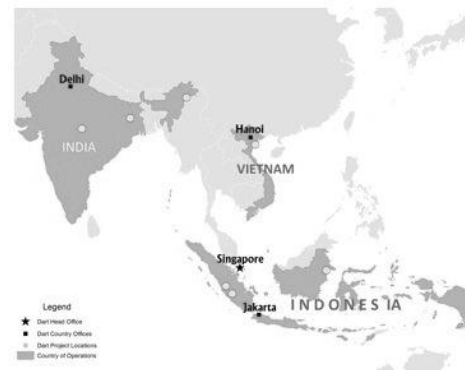 Delhi
INDIA
Hanoi
VIETNAM
Singapore
INDONESIA
Jakarta
Legend
Dart Head Office
Dart Country Offices
Dart Project Locations
Country of Operations